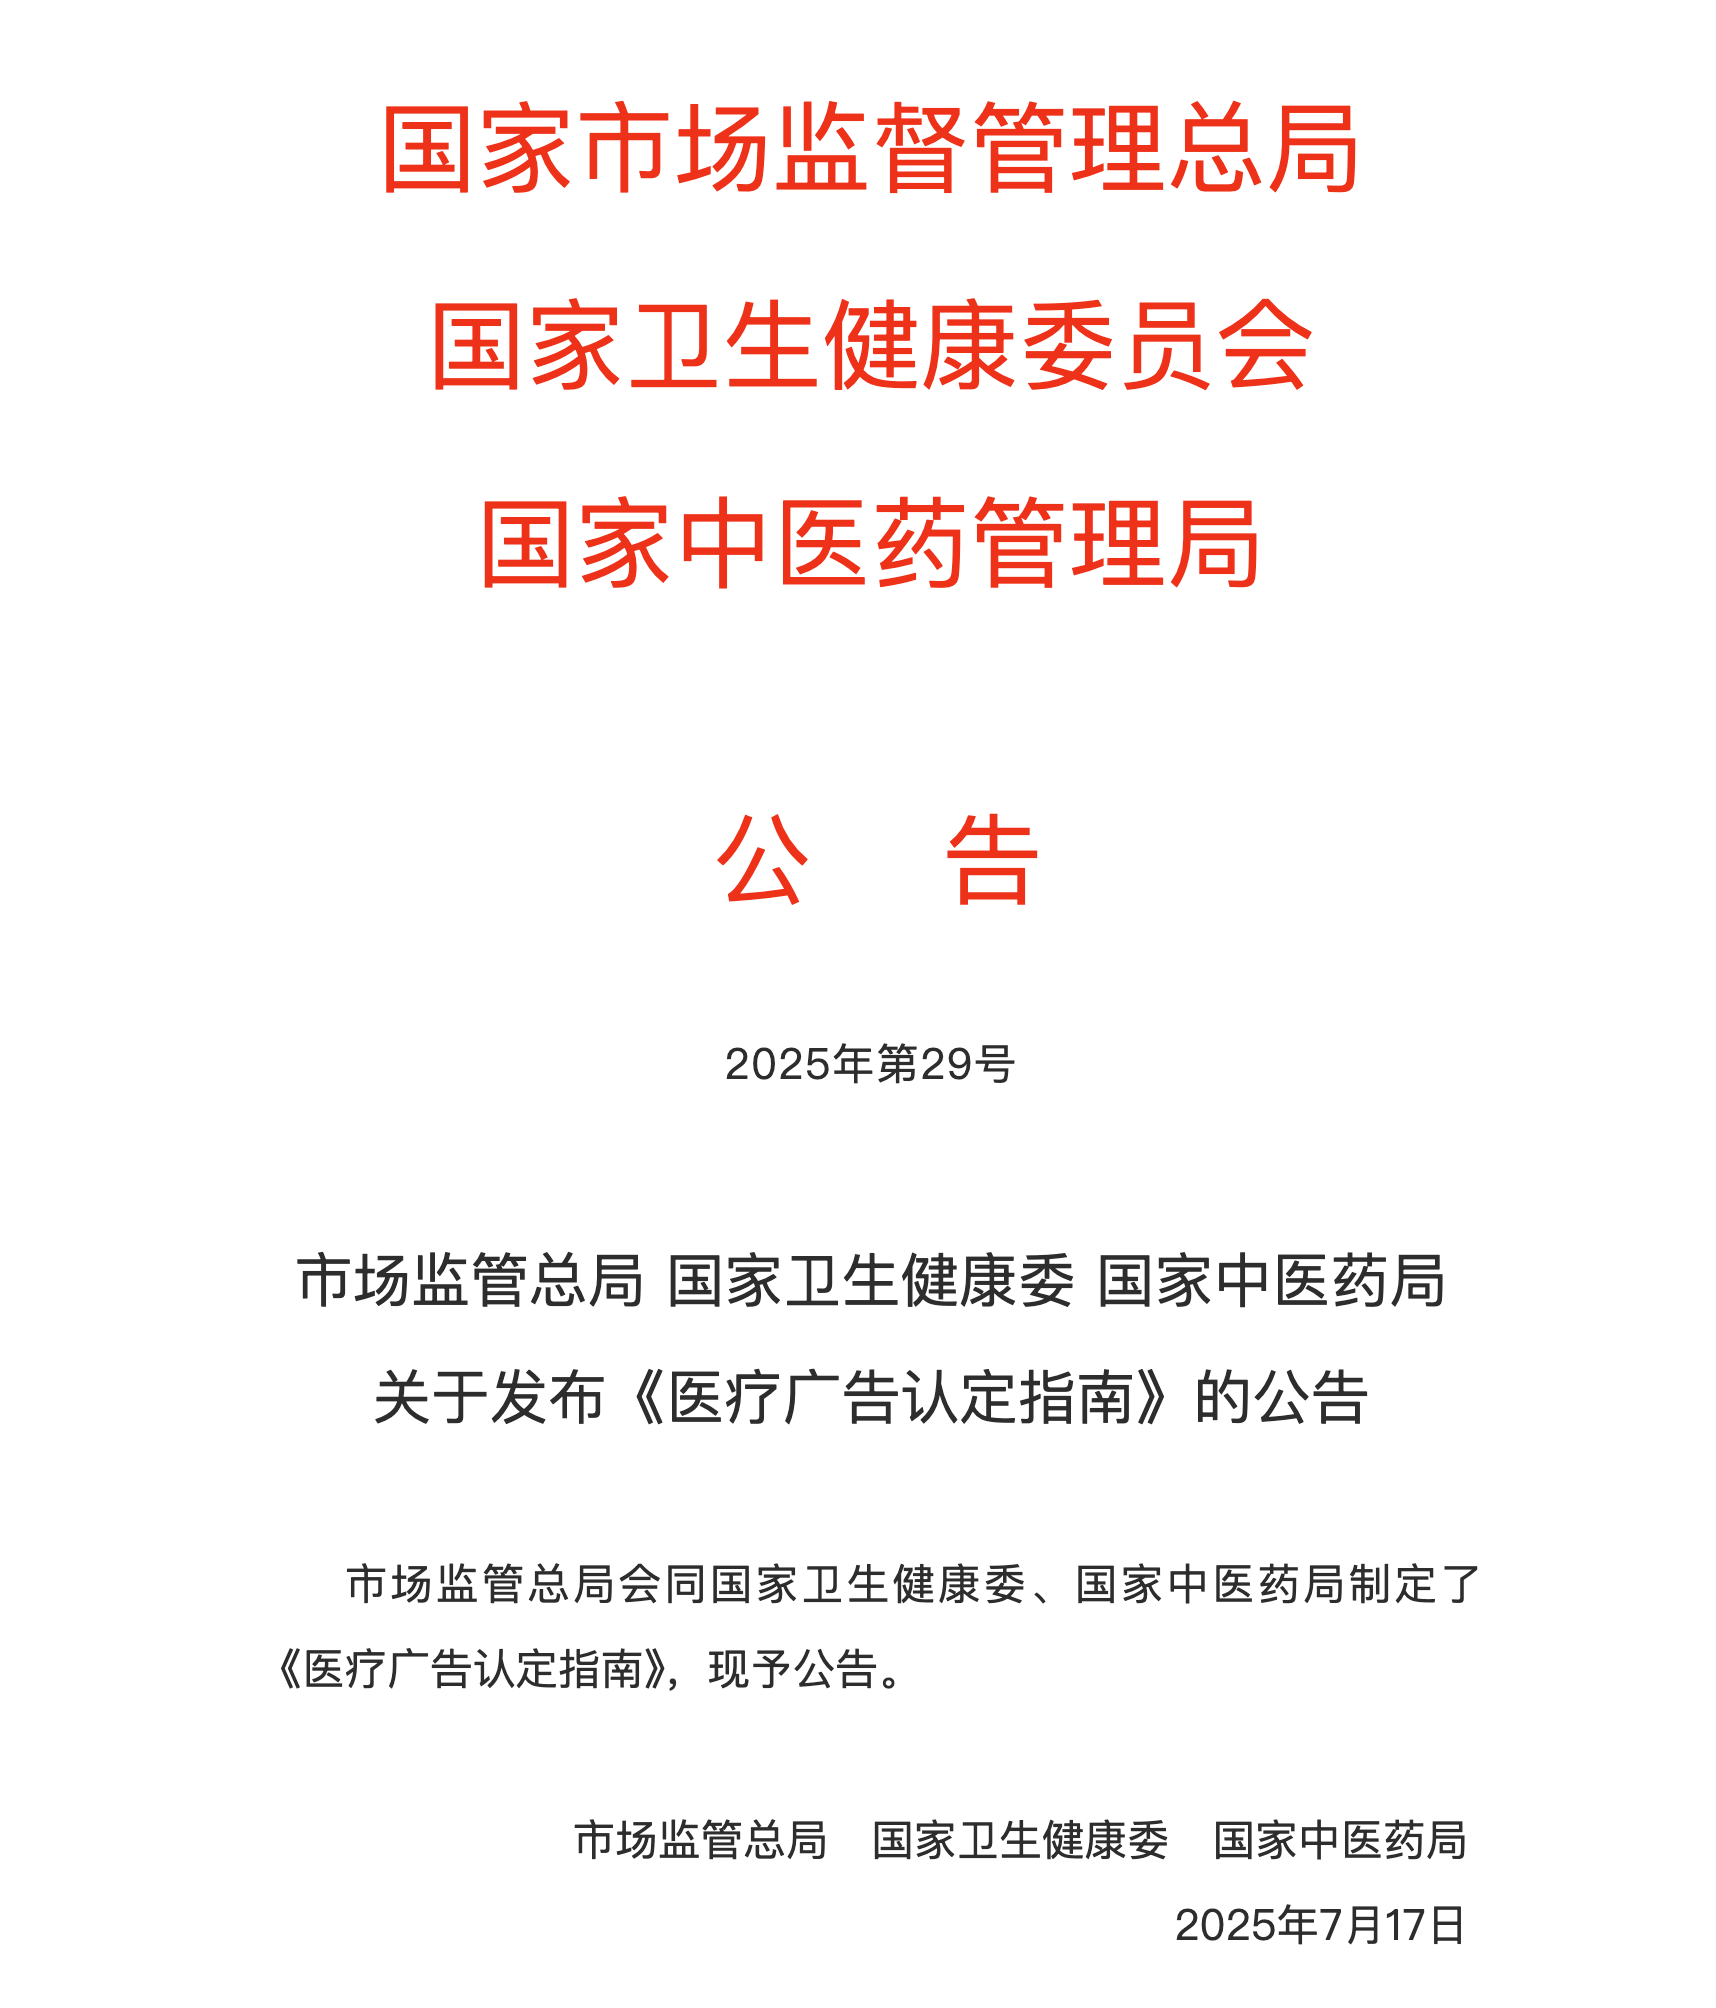 国家市场监督管理总局
国家卫生健康委员会
国家中医药管理局
公 告
2025年第29号
市场监管总局 国家卫生健康委 国家中医药局
关于发布《医疗广告认定指南》的公告
市场监管总局会同国家卫生健康委、国家中医药局制定了
《医疗广告认定指南》，现予公告。
市场监管总局 国家卫生健康委 国家中医药局
2025年7月17日